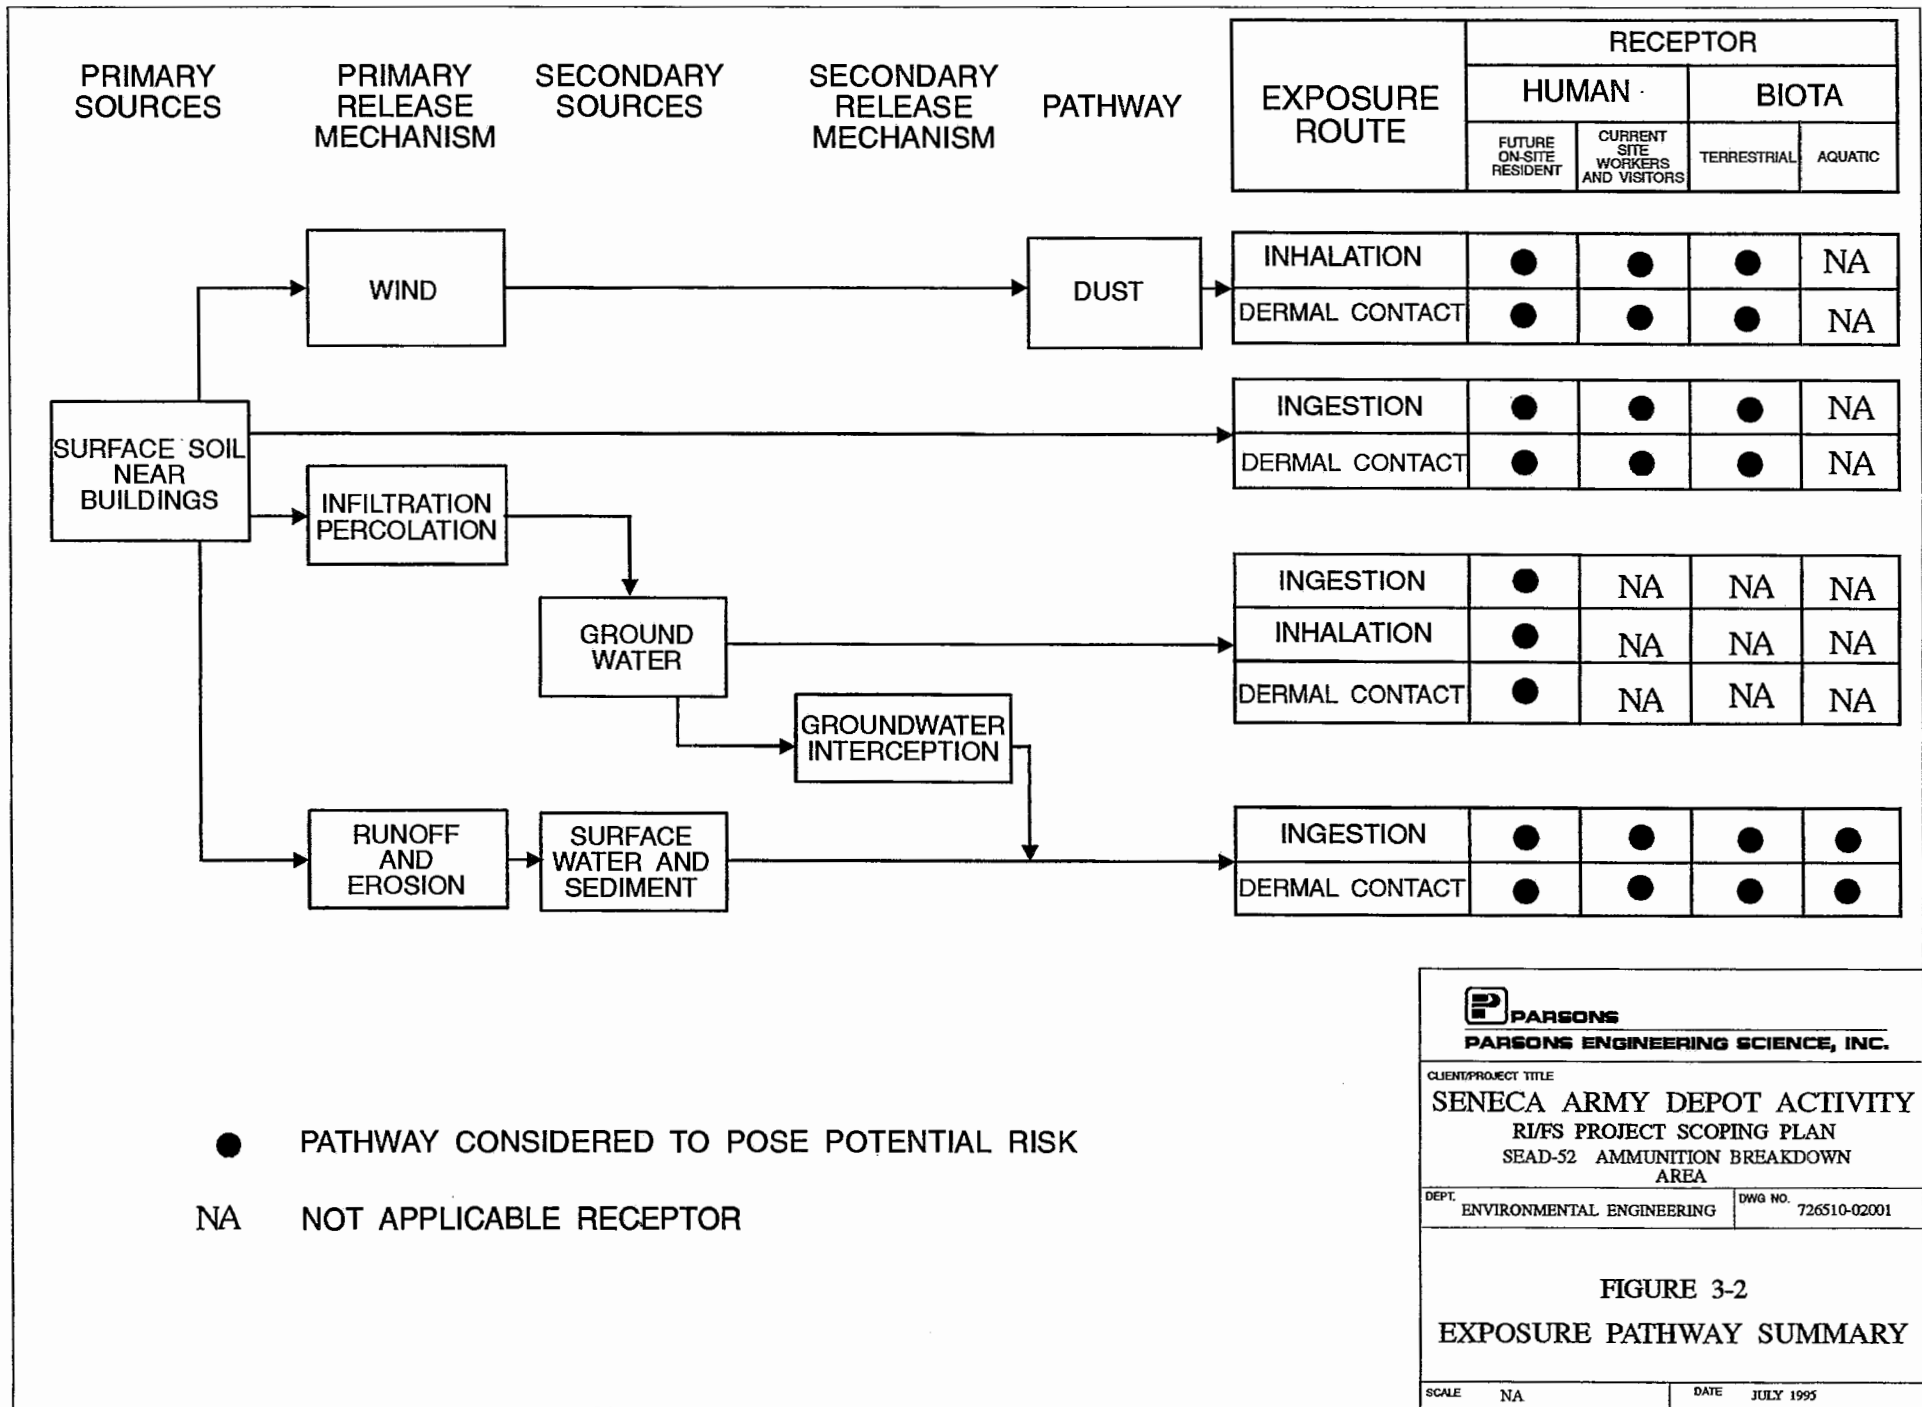 PRIMARY
SOURCES
PRIMARY
RELEASE
MECHANISM
SECONDARY
SOURCES
SECONDARY
RELEASE
MECHANISM
PATHWAY
EXPOSURE
ROUTE
RECEPTOR
HUMAN
BIOTA
FUTURE
ON-SITE
RESIDENT
CURRENT
SITE
WORKERS
AND VISITORS
TERRESTRIAL
AQUATIC
WIND
DUST
INHALATION ● ● ● NA
DERMAL CONTACT ● ● ● NA
SURFACE SOIL
NEAR
BUILDINGS
INGESTION ● ● ● NA
DERMAL CONTACT ● ● ● NA
INFILTRATION
PERCOLATION
GROUND
WATER
INGESTION ● NA NA NA
INHALATION ● NA NA NA
DERMAL CONTACT ● NA NA NA
GROUNDWATER
INTERCEPTION
RUNOFF
AND
EROSION
SURFACE
WATER AND
SEDIMENT
INGESTION ● ● ● ●
DERMAL CONTACT ● ● ● ●
● PATHWAY CONSIDERED TO POSE POTENTIAL RISK
NA NOT APPLICABLE RECEPTOR
PARSONS
PARSONS ENGINEERING SCIENCE, INC.
CLIENT/PROJECT TITLE
SENECA ARMY DEPOT ACTIVITY
RI/FS PROJECT SCOPING PLAN
SEAD-52 AMMUNITION BREAKDOWN
AREA
DEPT. ENVIRONMENTAL ENGINEERING
DWG NO. 726510-02001
FIGURE 3-2
EXPOSURE PATHWAY SUMMARY
SCALE NA
DATE JULY 1995